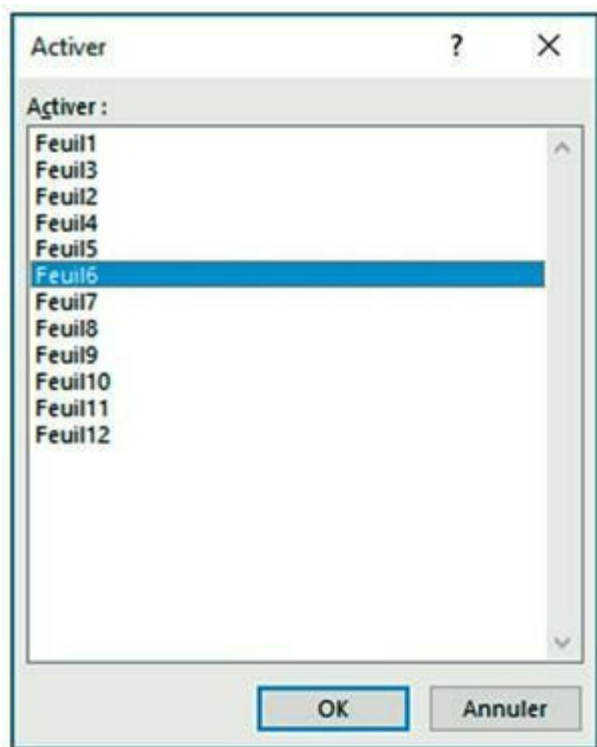 Activer ? ×
Activer :
Feuil1
Feuil3
Feuil2
Feuil4
Feuil5
Feuil6
Feuil7
Feuil8
Feuil9
Feuil10
Feuil11
Feuil12
OK Annuler